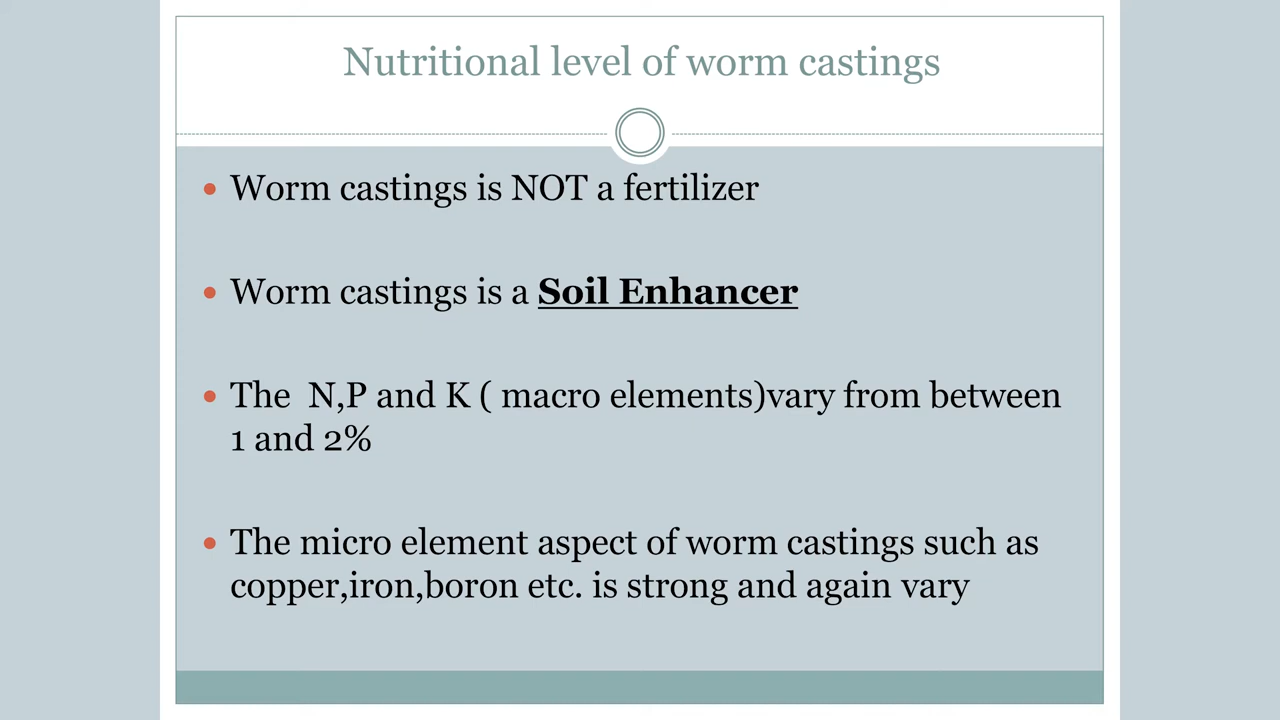 Nutritional level of worm castings
• Worm castings is NOT a fertilizer
• Worm castings is a Soil Enhancer
• The  N,P and K ( macro elements)vary from between
1 and 2%
• The micro element aspect of worm castings such as
copper,iron,boron etc. is strong and again vary